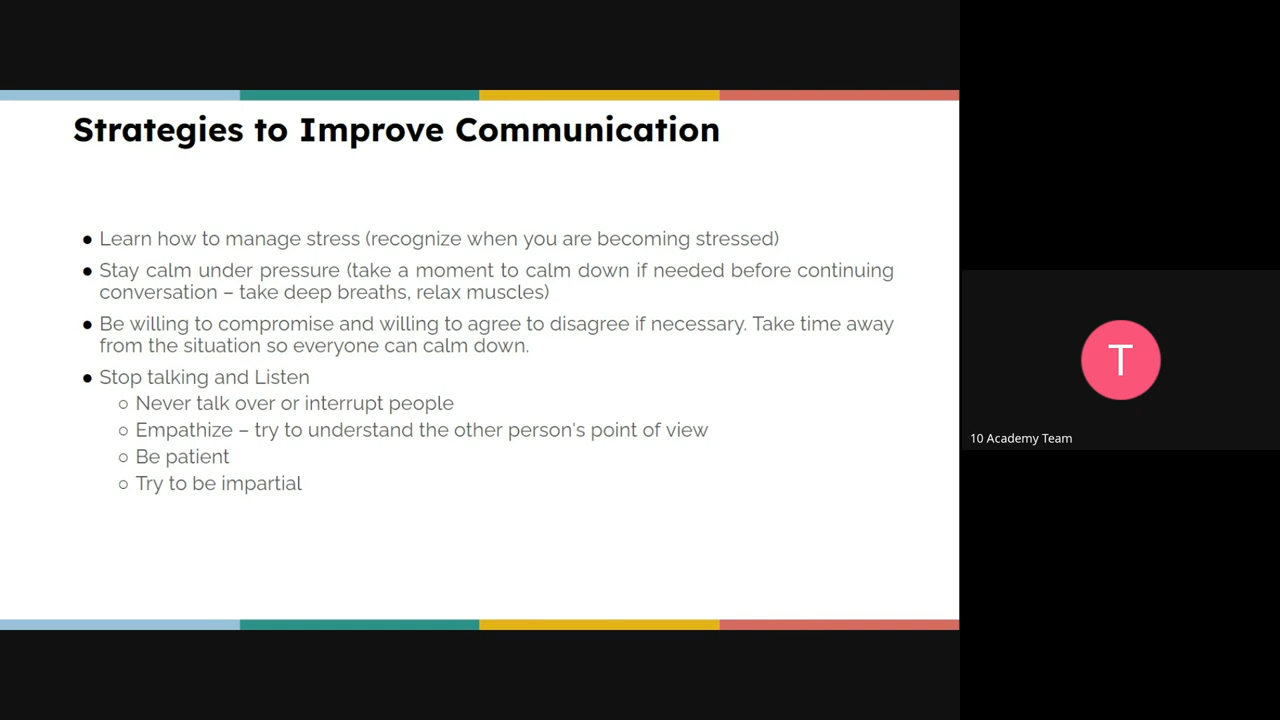 Strategies to Improve Communication
● Learn how to manage stress (recognize when you are becoming stressed)
● Stay calm under pressure (take a moment to calm down if needed before continuing
conversation – take deep breaths, relax muscles)
● Be willing to compromise and willing to agree to disagree if necessary. Take time away
from the situation so everyone can calm down.
● Stop talking and Listen
○ Never talk over or interrupt people
○ Empathize – try to understand the other person's point of view
○ Be patient
○ Try to be impartial
T
10 Academy Team